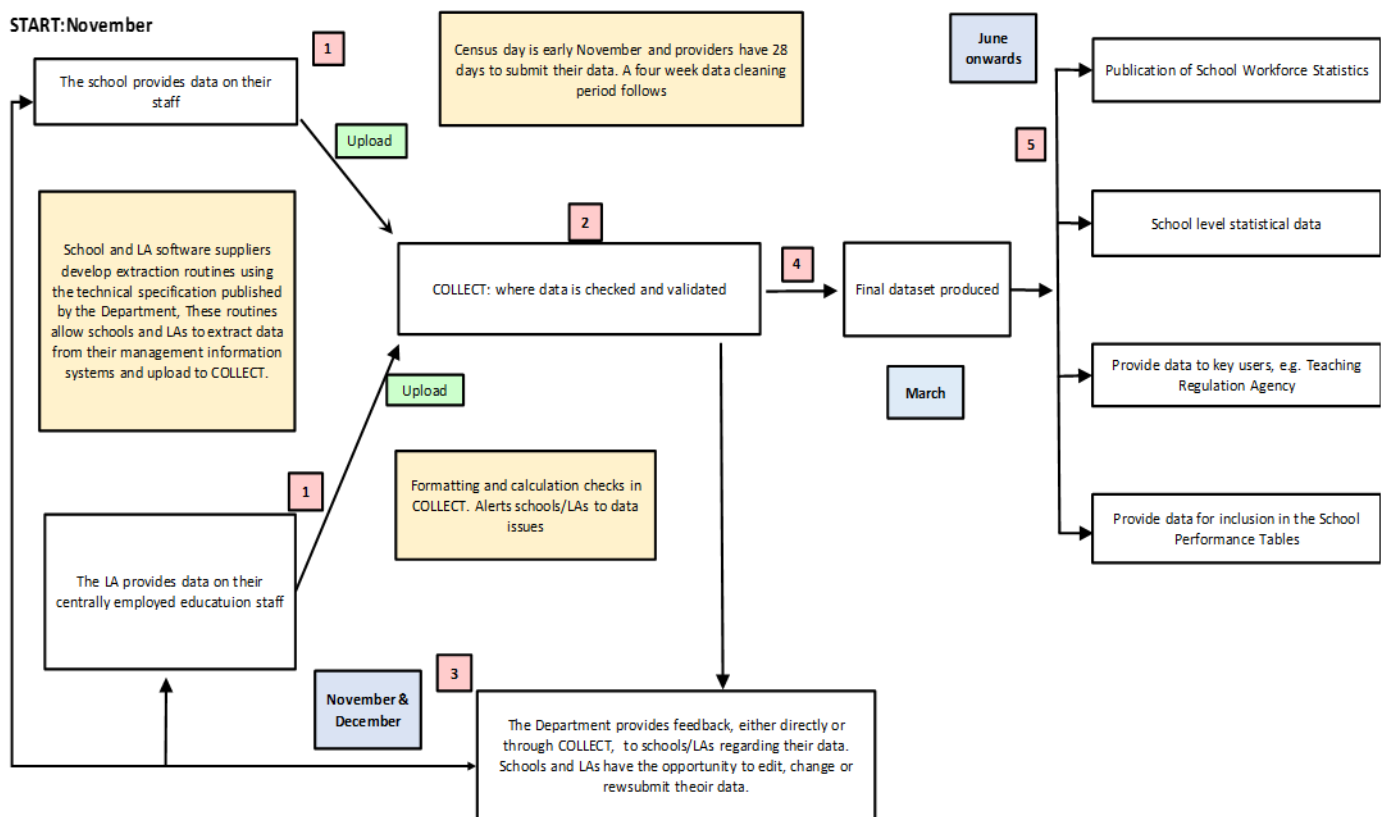 START:November
1
The school provides data on their
staff
Upload
Census day is early November and providers have 28
days to submit their data. A four week data cleaning
period follows
June
onwards
Publication of School Workforce Statistics
5
School and LA software suppliers
develop extraction routines using
the technical specification published
by the Department, These routines
allow schools and LAs to extract data
from their management information
systems and upload to COLLECT.
2
COLLECT: where data is checked and validated
4
Final dataset produced
School level statistical data
Upload
March
Provide data to key users, e.g. Teaching
Regulation Agency
1
Formatting and calculation checks in
COLLECT. Alerts schools/LAs to data
issues
The LA provides data on their
centrally employed educatuion staff
Provide data for inclusion in the School
Performance Tables
November &
December
3
The Department provides feedback, either directly or
through COLLECT, to schools/LAs regarding their data.
Schools and LAs have the opportunity to edit, change or
rewsubmit theoir data.